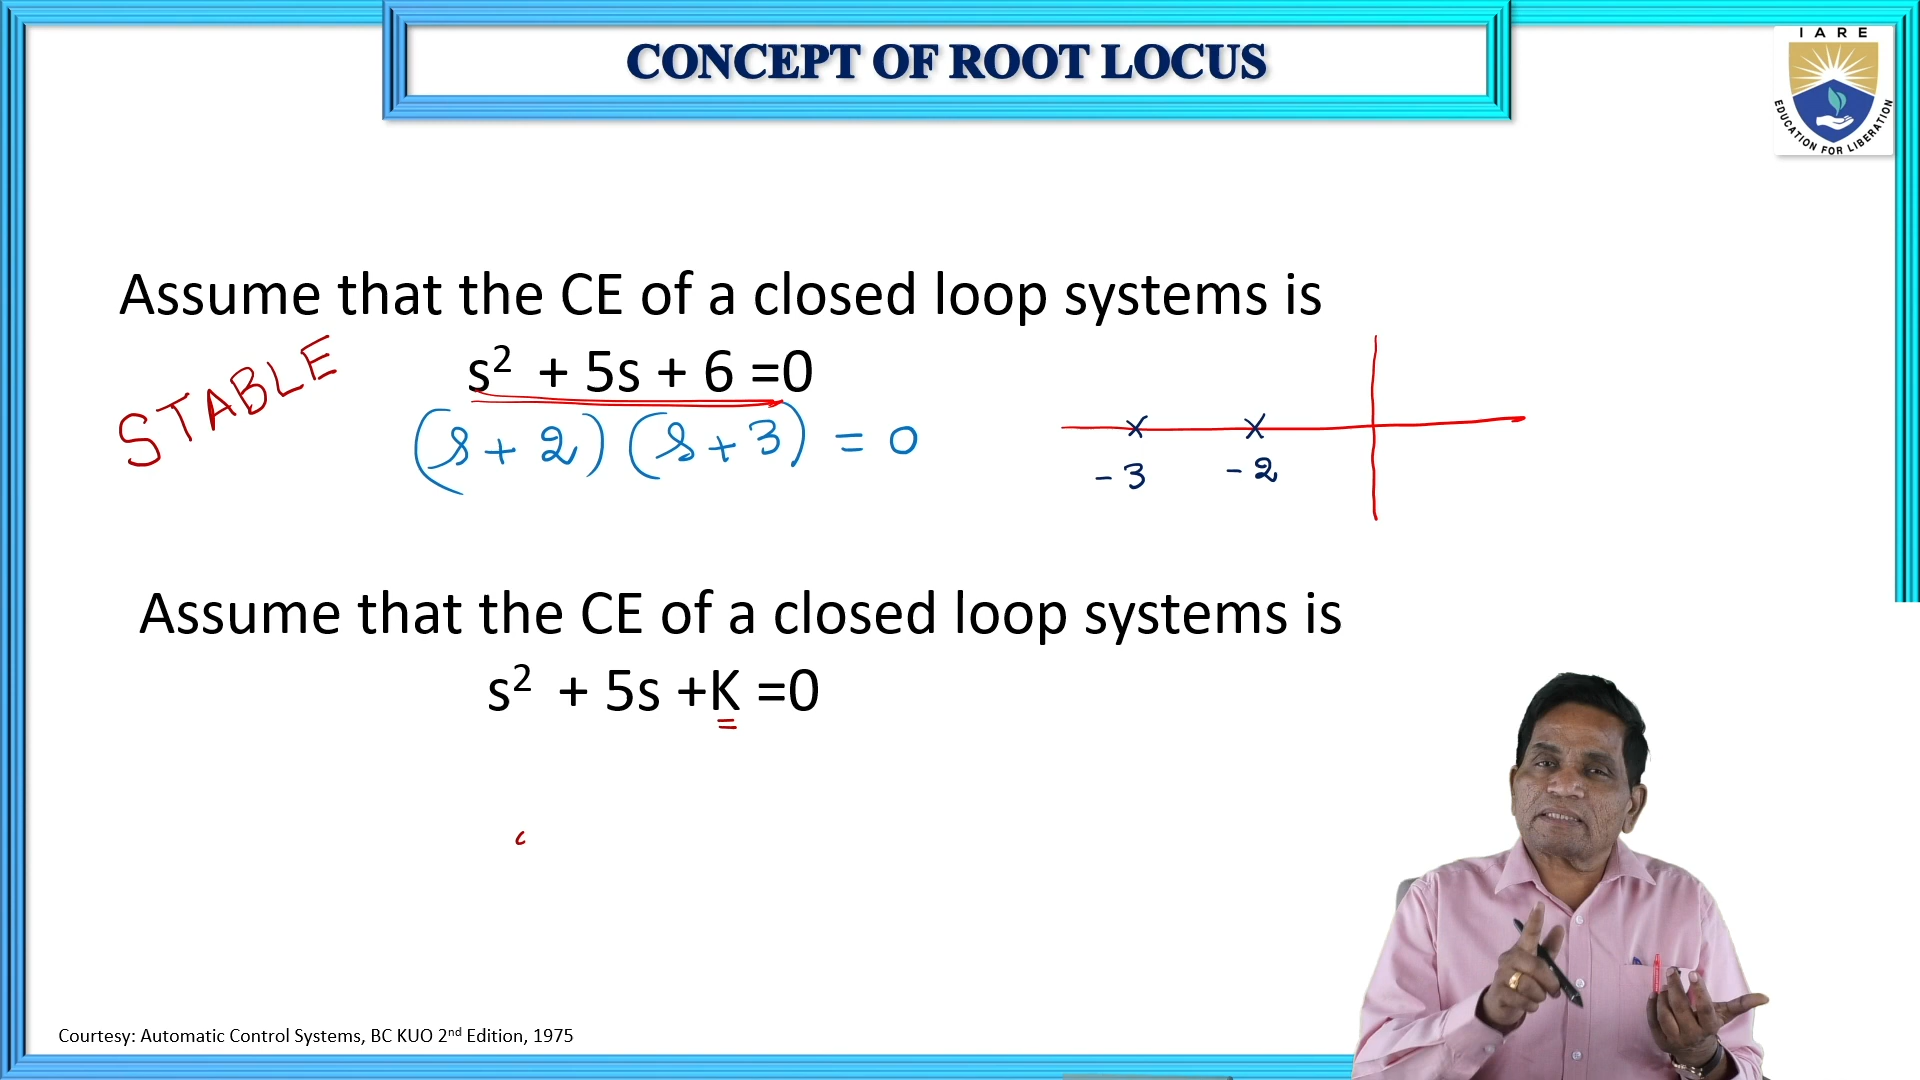 CONCEPT OF ROOT LOCUS
IARE
EDUCATION FOR LIBERATION
Assume that the CE of a closed loop systems is
STABLE
s² + 5s + 6 =0
(s + 2) (s + 3) = 0
-3 -2
Assume that the CE of a closed loop systems is
s² + 5s +K =0
Courtesy: Automatic Control Systems, BC KUO 2nd Edition, 1975